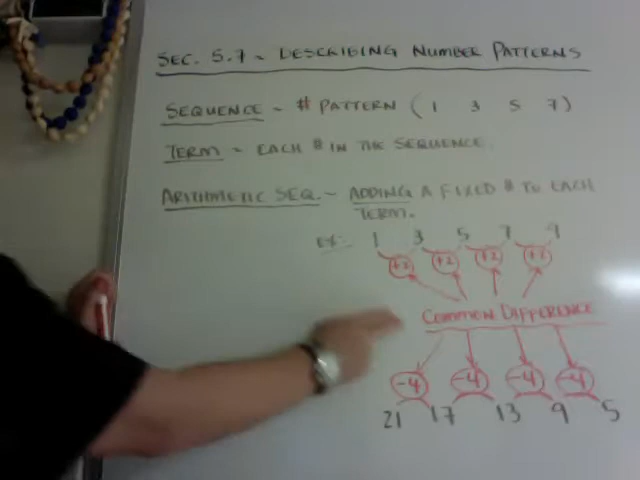 SEC. 5.7 - DESCRIBING NUMBER PATTERNS
SEQUENCE - # PATTERN ( 1 3 5 7 )
TERM - EACH # IN THE SEQUENCE.
ARITHMETIC SEQ. - ADDING A FIXED # TO EACH
TERM.
EX: 1 3 5 7 9
+2 +2 +2 +2
COMMON DIFFERENCE
-4 -4 -4 -4
21 17 13 9 5